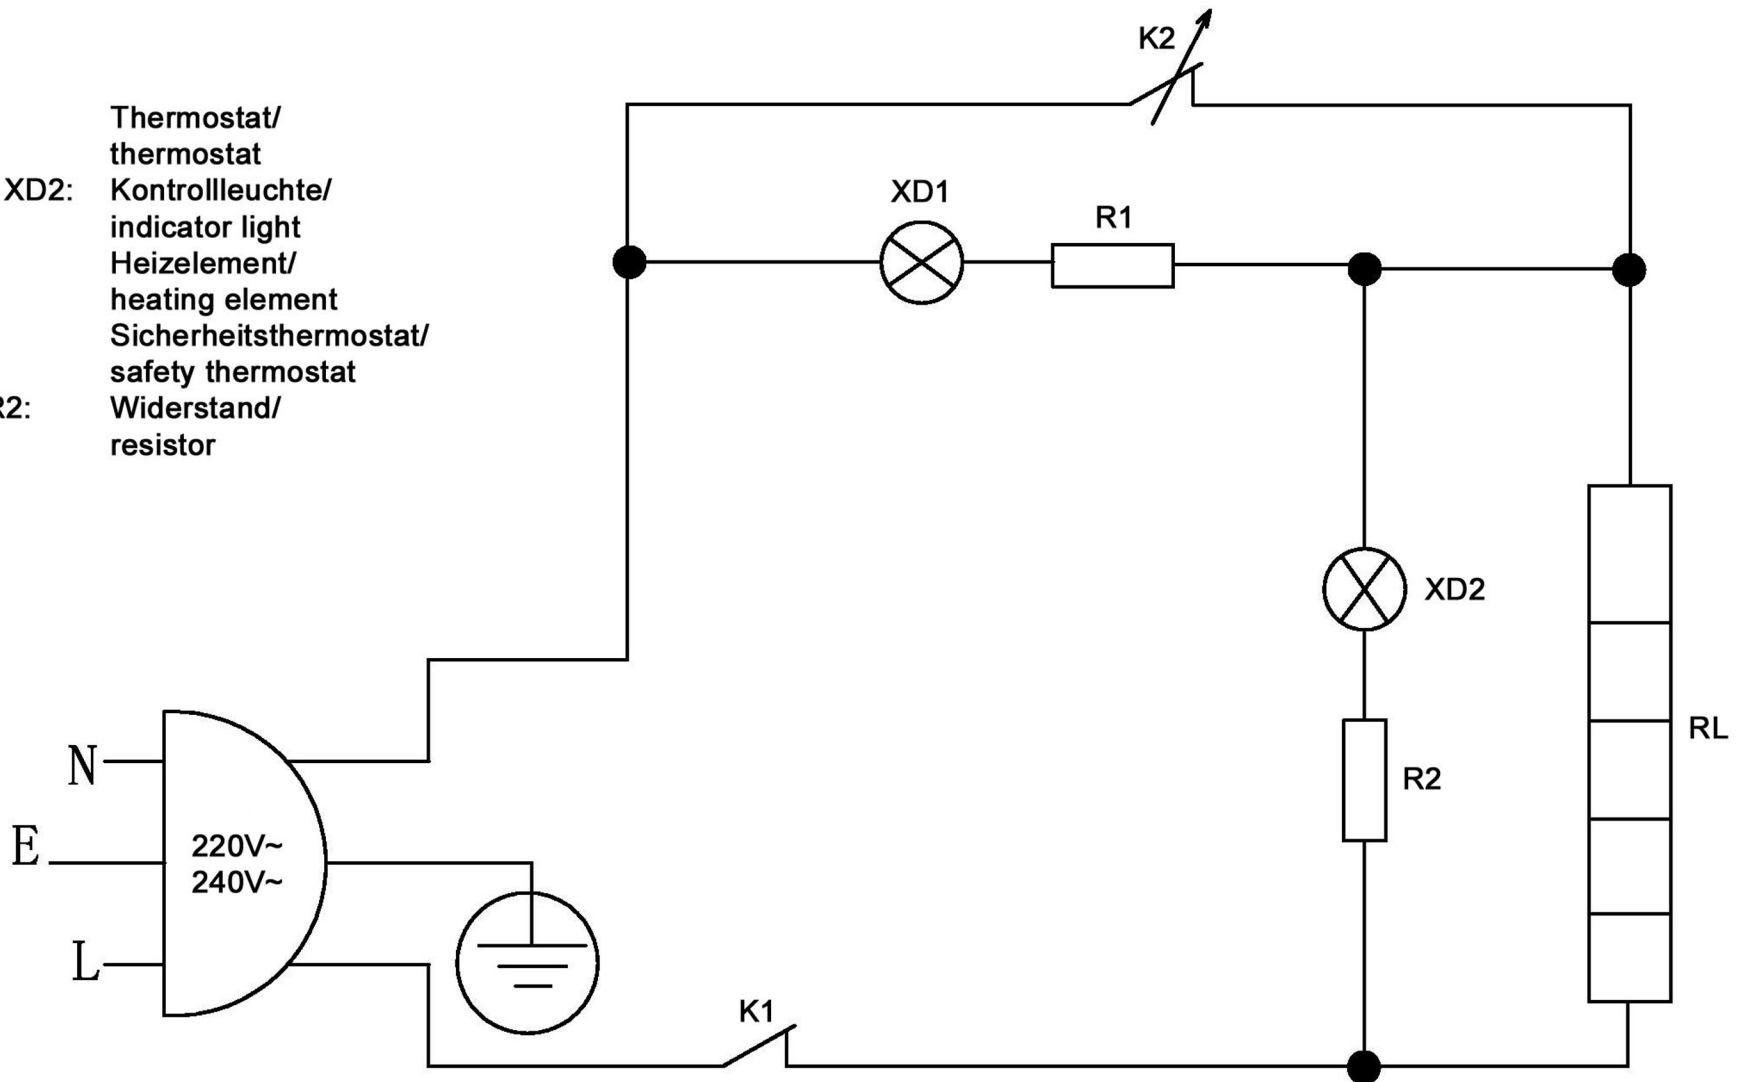 K2
Thermostat/
thermostat
XD2: Kontrollleuchte/
indicator light
Heizelement/
heating element
Sicherheitsthermostat/
safety thermostat
R2: Widerstand/
resistor
XD1
R1
XD2
RL
R2
N
E
220V~
240V~
L
K1